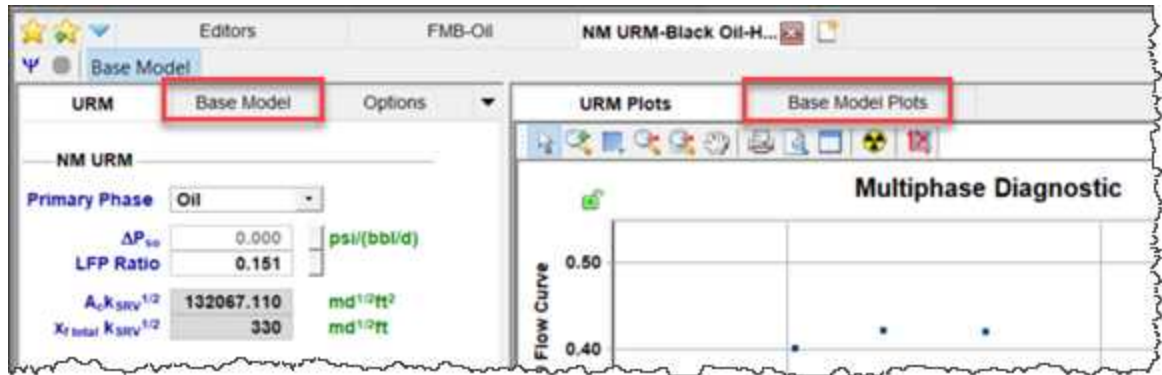 Editors FMB-Oil NM URM-Black Oil-H...
Ψ Base Model
URM Base Model Options URM Plots Base Model Plots
NM URM
Primary Phase Oil
Multiphase Diagnostic
ΔPso 0.000 psi/(bbl/d)
LFP Ratio 0.151
AckSRV1/2 132067.110 md1/2ft2
Xf total kSRV1/2 330 md1/2ft
0.50
0.40
Flow Curve